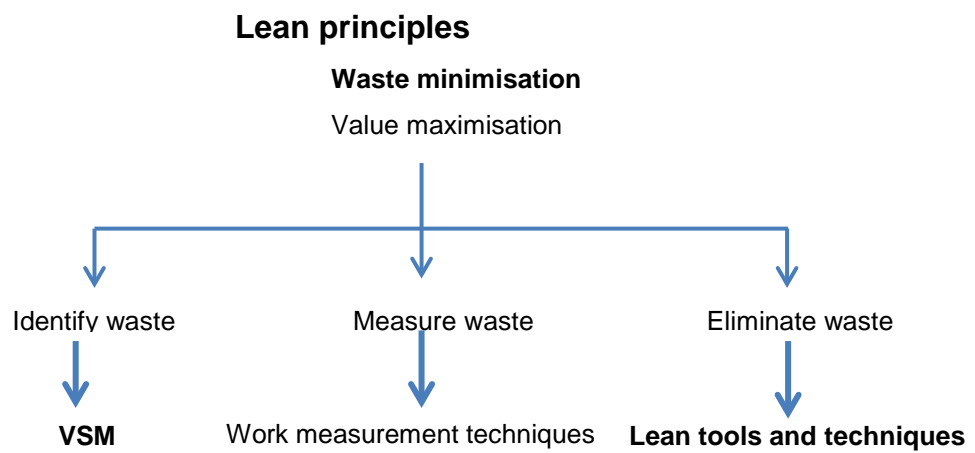 Lean principles
Waste minimisation
Value maximisation
Identify waste
Measure waste
Eliminate waste
VSM
Work measurement techniques
Lean tools and techniques